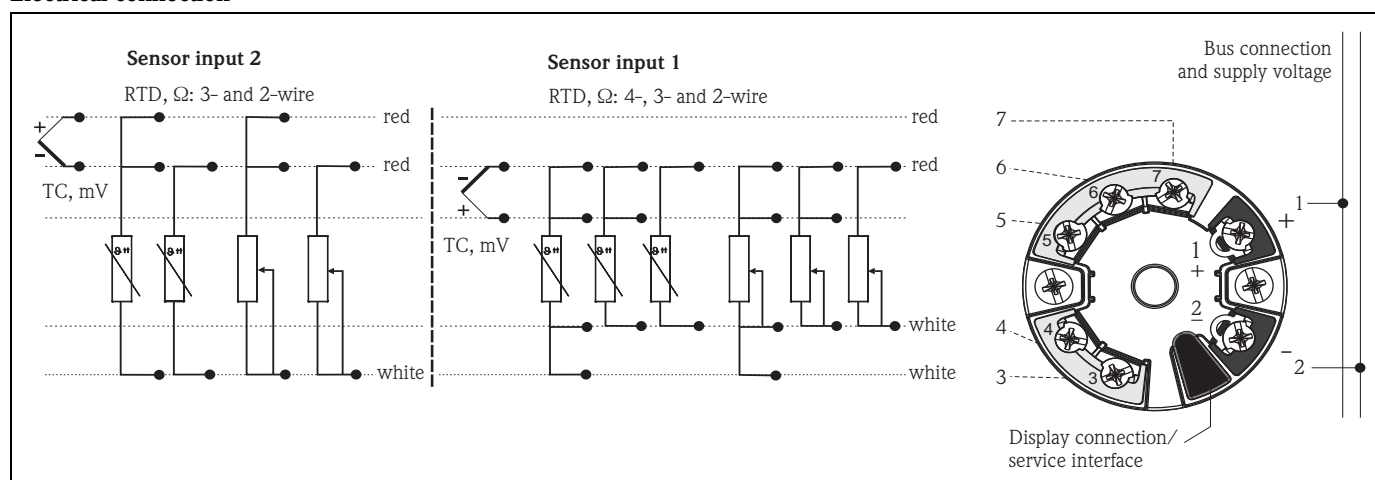 Electrical connection
Sensor input 2
RTD, Ω: 3- and 2-wire
+
-
TC, mV
red
red
white
Sensor input 1
RTD, Ω: 4-, 3- and 2-wire
-
+
TC, mV
red
red
white
white
ϑ
ϑ
ϑ
ϑ
ϑ
7
6
5
4
3
7
6
5
4
3
1
+
2
-
Bus connection
and supply voltage
1
+
-
2
Display connection/
service interface